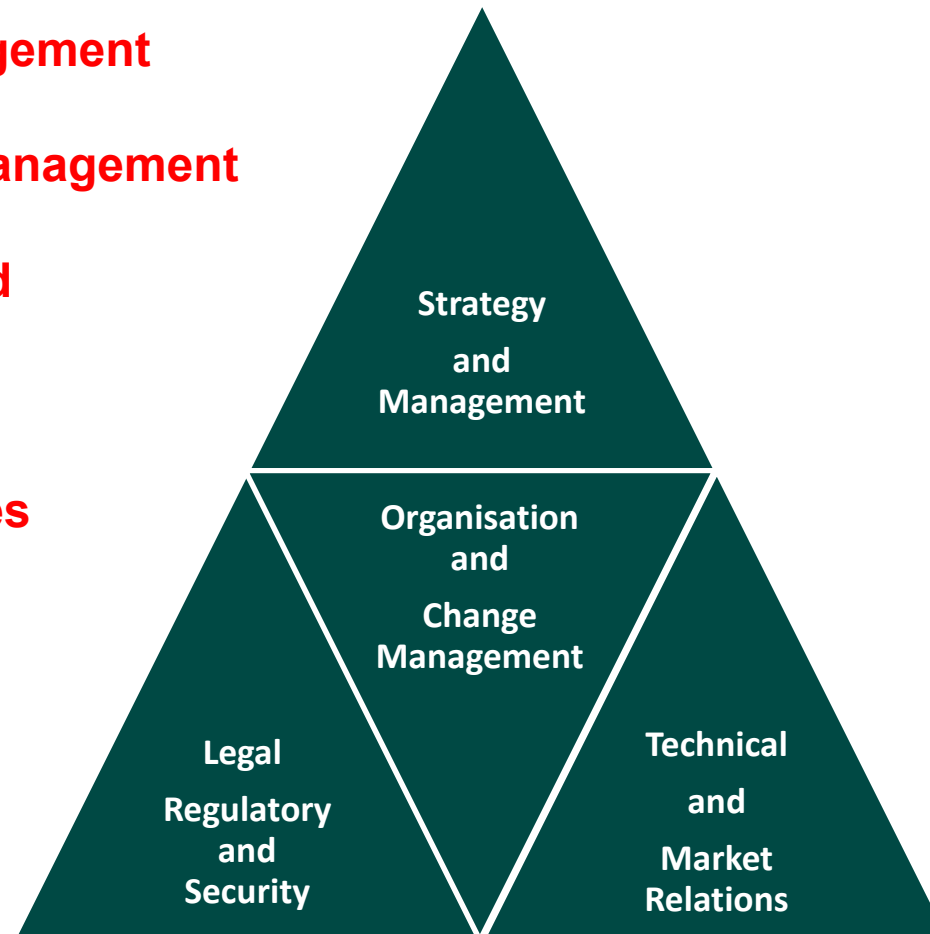 gement
anagement
d
es
Strategy
and
Management
Organisation
and
Change
Management
Legal
Regulatory
and
Security
Technical
and
Market
Relations